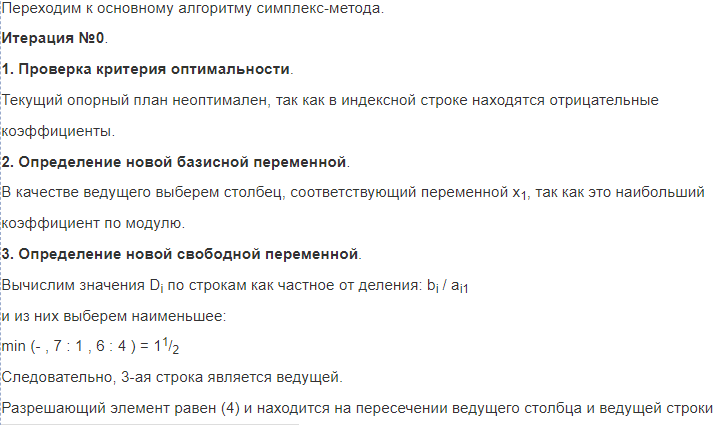 Переходим к основному алгоритму симплекс-метода.
Итерация №0.
1. Проверка критерия оптимальности.
Текущий опорный план неоптимален, так как в индексной строке находятся отрицательные
коэффициенты.
2. Определение новой базисной переменной.
В качестве ведущего выберем столбец, соответствующий переменной x₁, так как это наибольший
коэффициент по модулю.
3. Определение новой свободной переменной.
Вычислим значения Dᵢ по строкам как частное от деления: bᵢ / aᵢ₁
и из них выберем наименьшее:
min (- , 7 : 1 , 6 : 4 ) = 1¹/₂
Следовательно, 3-ая строка является ведущей.
Разрешающий элемент равен (4) и находится на пересечении ведущего столбца и ведущей строки